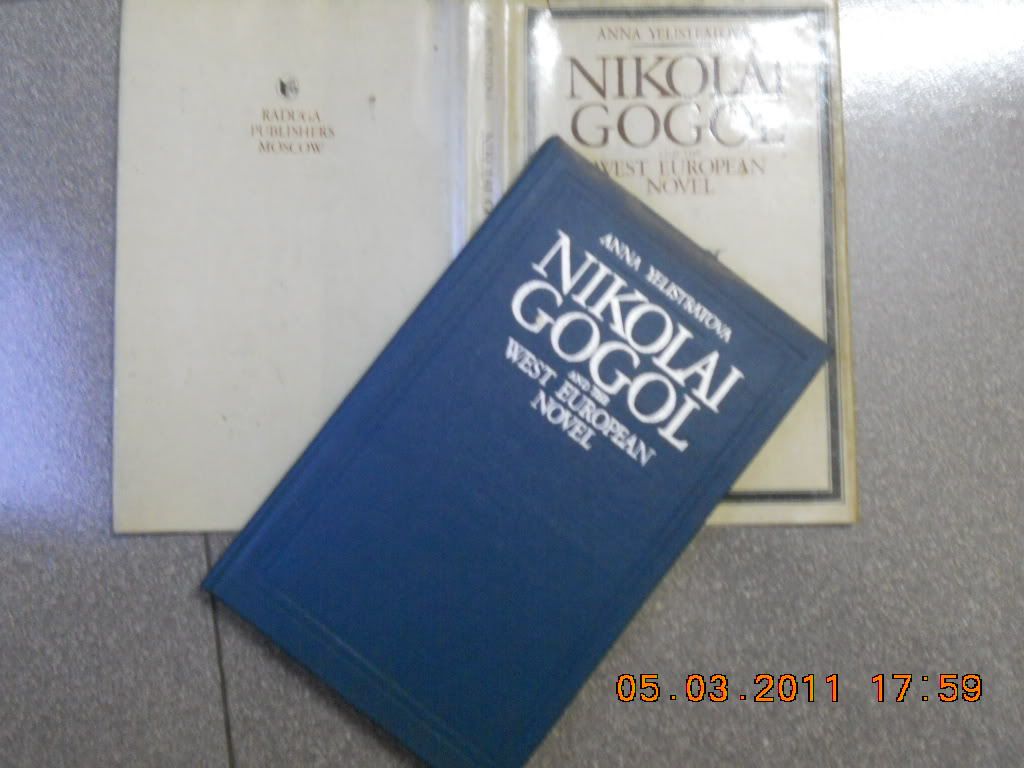 RADUGA
PUBLISHERS
MOSCOW
ANNA YELISTRATOVA
NIKOLAI
GOGOL
WEST EUROPEAN
NOVEL
ANNA YELISTRATOVA
NIKOLAI
GOGOL
AND THE
WEST EUROPEAN
NOVEL
05.03.2011 17:59